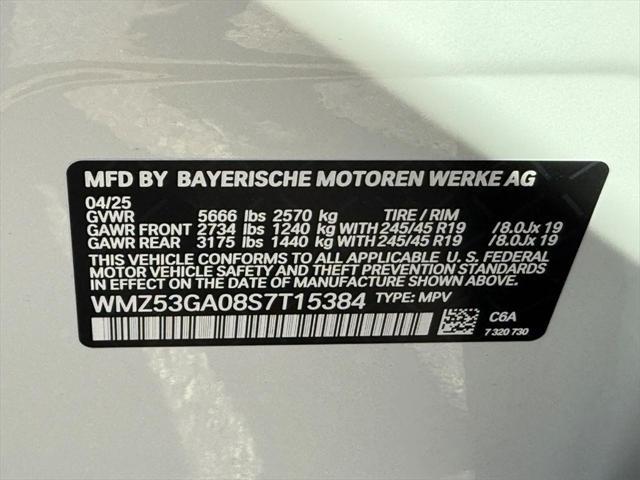 MFD BY BAYERISCHE MOTOREN WERKE AG
04/25
GVWR 5666 lbs 2570 kg TIRE / RIM
GAWR FRONT 2734 lbs 1240 kg WITH 245/45 R19 /8.0Jx 19
GAWR REAR 3175 lbs 1440 kg WITH 245/45 R19 /8.0Jx 19
THIS VEHICLE CONFORMS TO ALL APPLICABLE U. S. FEDERAL
MOTOR VEHICLE SAFETY AND THEFT PREVENTION STANDARDS
IN EFFECT ON THE DATE OF MANUFACTURE SHOWN ABOVE.
WMZ53GA08S7T15384 TYPE: MPV
C6A
7 320 730